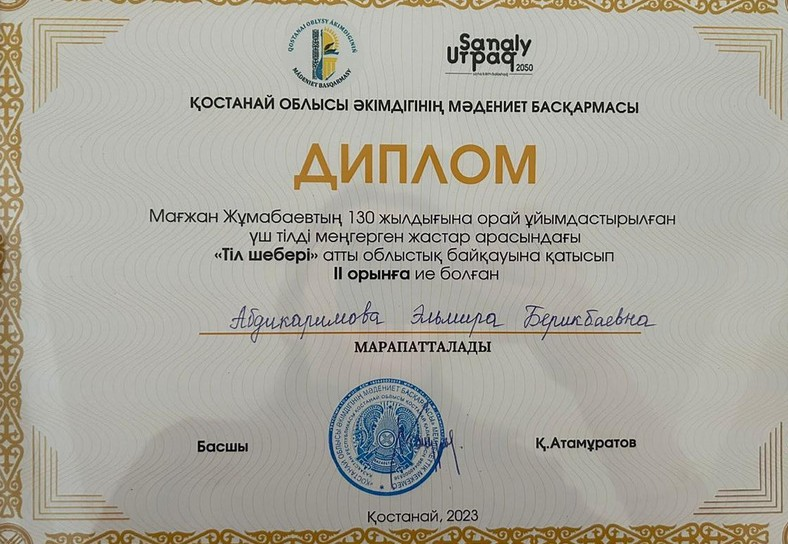 QOSTANAI OBLYSY ÁKIMDIGINIŃ
MÁDENIET BASQARMASY
Sanaly
Urpaq
2050
ҚОСТАНАЙ ОБЛЫСЫ ӘКІМДІГІНІҢ МӘДЕНИЕТ БАСҚАРМАСЫ
ДИПЛОМ
Мағжан Жұмабаевтың 130 жылдығына орай ұйымдастырылған
үш тілді меңгерген жастар арасындағы
«Тіл шебері» атты облыстық байқауына қатысып
II орынға ие болған
Абдикаримова Эльмира Берикбаевна
МАРАПАТТАЛАДЫ
Басшы
Қ.Атамұратов
Қостанай, 2023